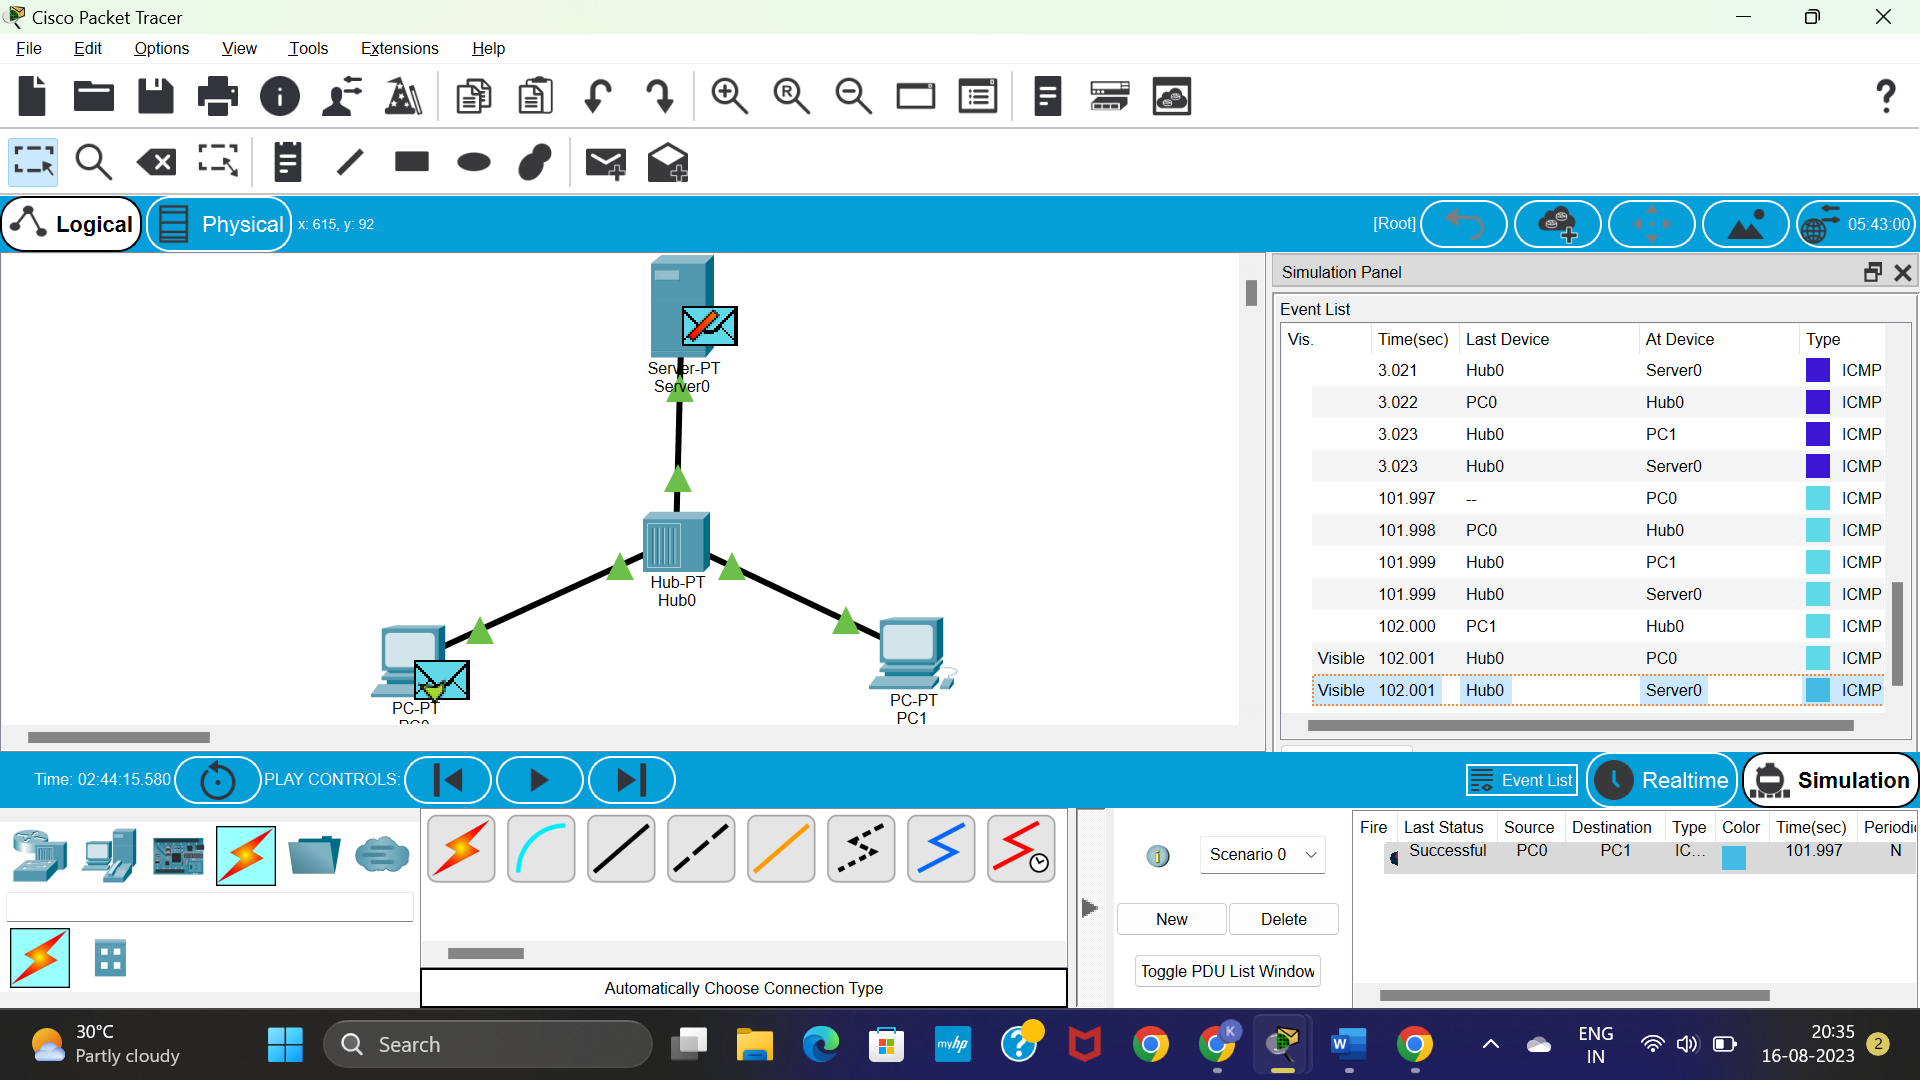 Cisco Packet Tracer
File Edit Options View Tools Extensions Help
Logical Physical x: 615, y: 92 [Root] 05:43:00
Server-PT
Server0
Hub-PT
Hub0
PC-PT
PC0
PC-PT
PC1
Simulation Panel
Event List
Vis. Time(sec) Last Device At Device Type
3.021 Hub0 Server0 ICMP
3.022 PC0 Hub0 ICMP
3.023 Hub0 PC1 ICMP
3.023 Hub0 Server0 ICMP
101.997 -- PC0 ICMP
101.998 PC0 Hub0 ICMP
101.999 Hub0 PC1 ICMP
101.999 Hub0 Server0 ICMP
102.000 PC1 Hub0 ICMP
Visible 102.001 Hub0 PC0 ICMP
Visible 102.001 Hub0 Server0 ICMP
Time: 02:44:15.580 PLAY CONTROLS: Event List Realtime Simulation
Scenario 0
New Delete
Toggle PDU List Window
Fire Last Status Source Destination Type Color Time(sec) Periodic
Successful PC0 PC1 IC... 101.997 N
Automatically Choose Connection Type
30°C
Partly cloudy
Search
myhp
K
W
ENG
IN
20:35
16-08-2023
2